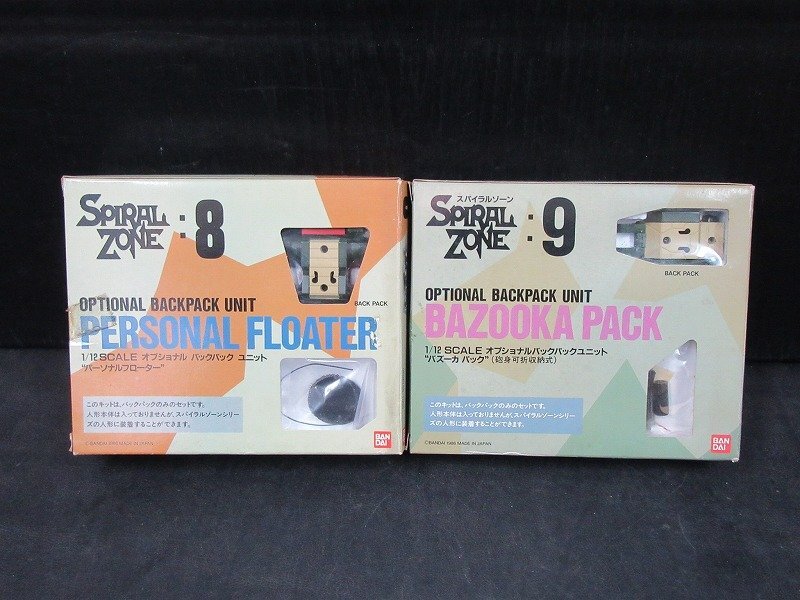 SPIRAL ZONE :8
BACK PACK
OPTIONAL BACKPACK UNIT
PERSONAL FLOATER
1/12 SCALE オプショナル バックパック ユニット
"パーソナルフローター"
このキットは、バックパックのみのセットです。
人形本体は入っておりませんが、スパイラルゾーンシリー
ズの人形に装着することができます。
©BANDAI 1986 MADE IN JAPAN
BAN
DAI
スパイラルゾーン
SPIRAL ZONE :9
BACK PACK
OPTIONAL BACKPACK UNIT
BAZOOKA PACK
1/12 SCALE オプショナルバックパックユニット
"バズーカ パック"(砲身可折収納式)
このキットは、バックパックのみのセットです。
人形本体は入っておりませんが、スパイラルゾーンシリー
ズの人形に装着することができます。
©BANDAI 1986 MADE IN JAPAN
BAN
DAI